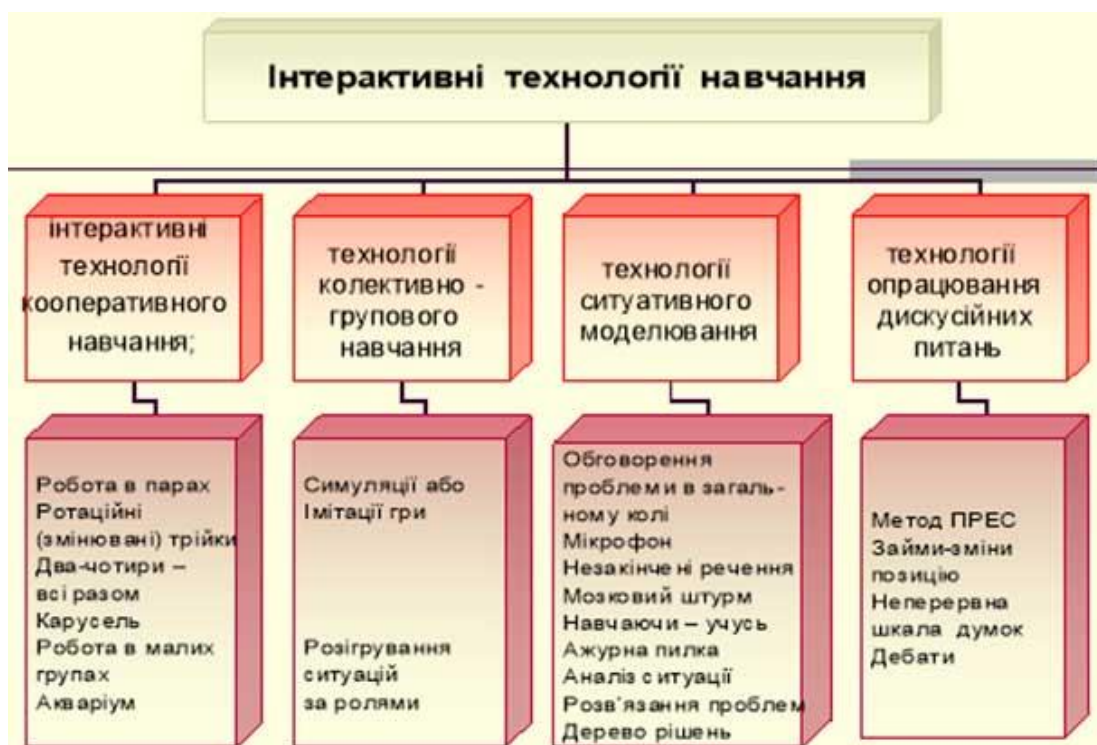 Інтерактивні технології навчання
інтерактивні
технології
кооперативного
навчання;
технології
колективно -
групового
навчання
технології
ситуативного
моделювання
технології
опрацювання
дискусійних
питань
Робота в парах
Ротаційні
(змінювані) трійки
Два-чотири –
всі разом
Карусель
Робота в малих
групах
Акваріум
Симуляції або
Імітації гри
Розігрування
ситуацій
за ролями
Обговорення
проблеми в загаль-
ному колі
Мікрофон
Незакінчені речення
Мозковий штурм
Навчаючи – учусь
Ажурна пилка
Аналіз ситуації
Розв'язання проблем
Дерево рішень
Метод ПРЕС
Займи-зміни
позицію
Неперервна
шкала думок
Дебати